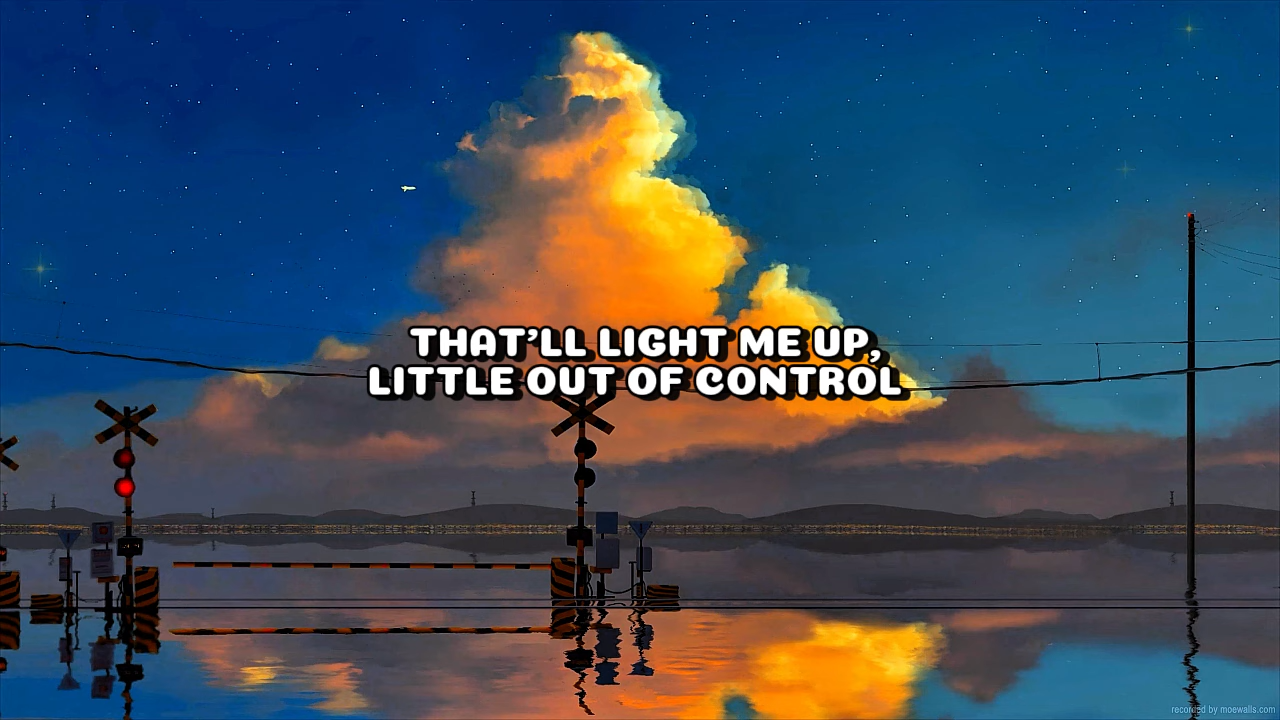 THAT’LL LIGHT ME UP,
LITTLE OUT OF CONTROL
recorded by moewalls.com